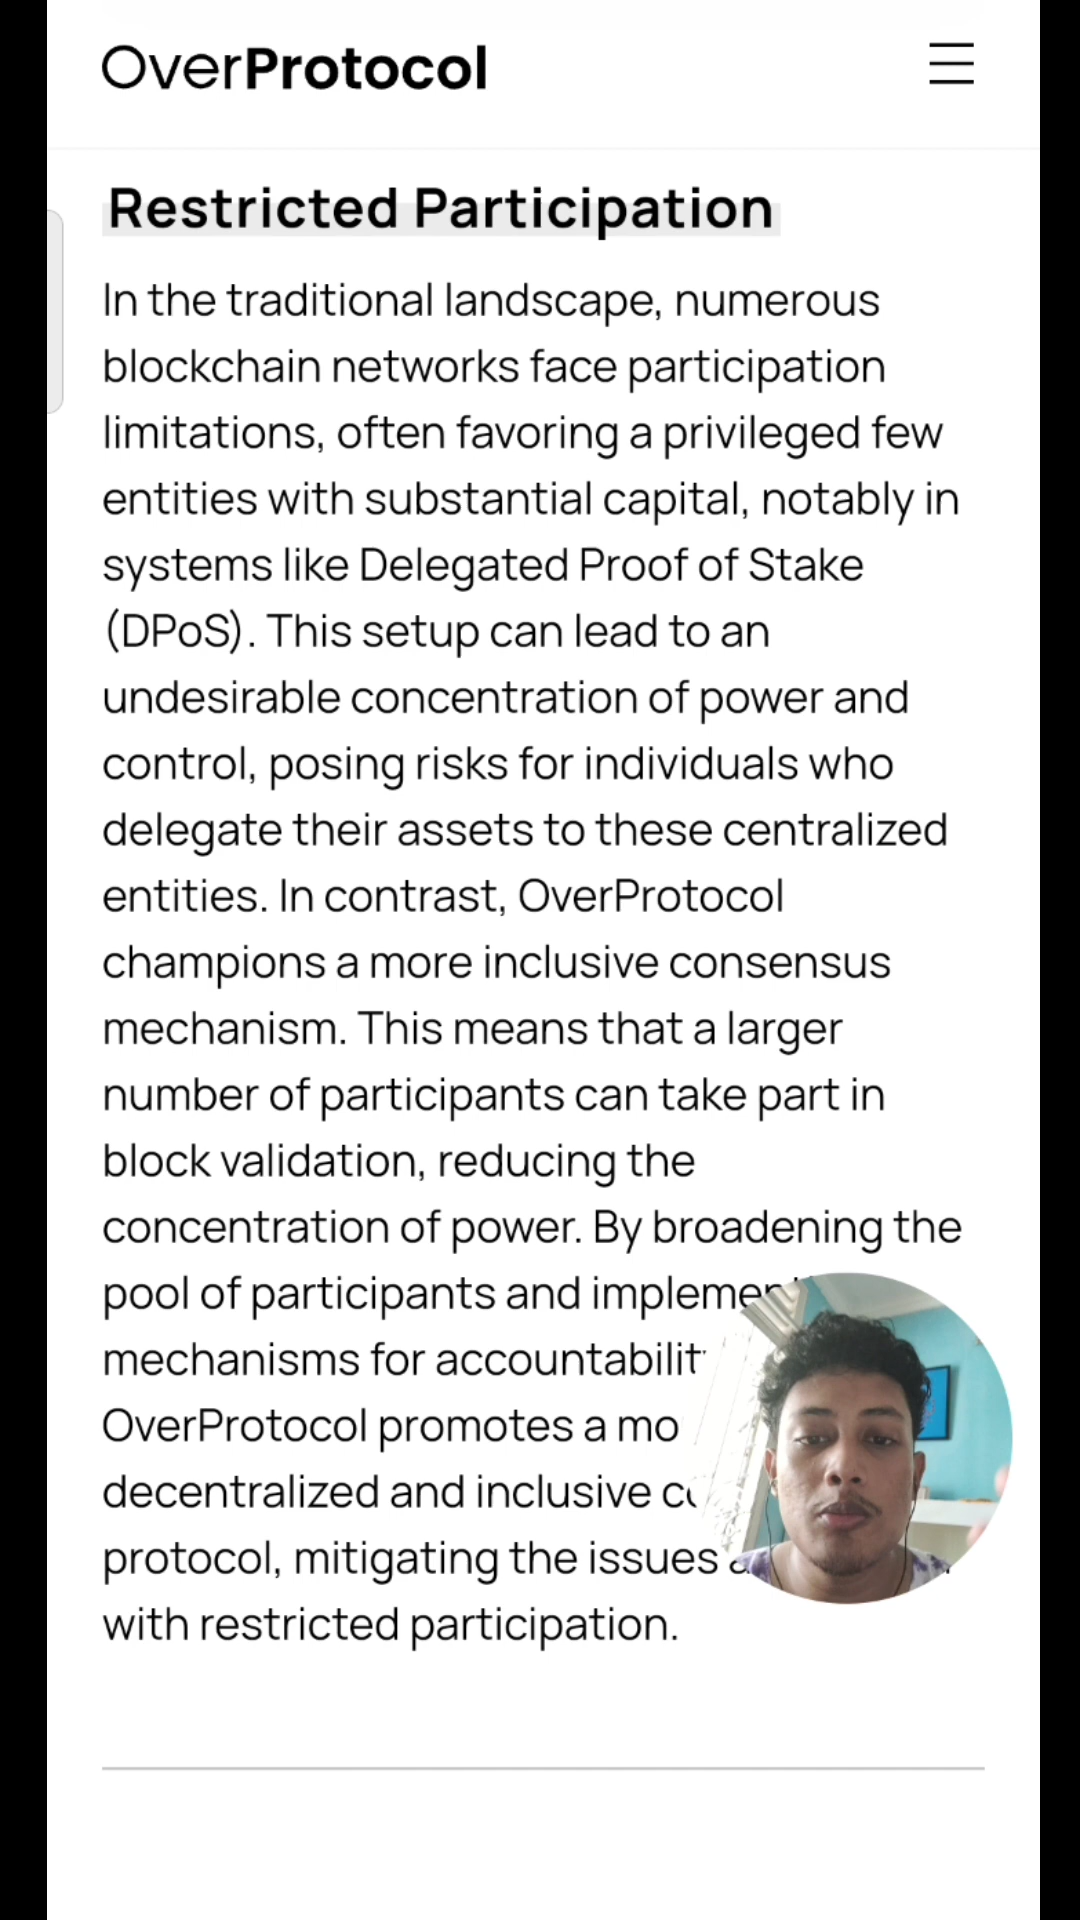 OverProtocol
Restricted Participation
In the traditional landscape, numerous
blockchain networks face participation
limitations, often favoring a privileged few
entities with substantial capital, notably in
systems like Delegated Proof of Stake
(DPoS). This setup can lead to an
undesirable concentration of power and
control, posing risks for individuals who
delegate their assets to these centralized
entities. In contrast, OverProtocol
champions a more inclusive consensus
mechanism. This means that a larger
number of participants can take part in
block validation, reducing the
concentration of power. By broadening the
pool of participants and
mechanisms for
OverProtocol promotes a
decentralized and inclusive
protocol, mitigating the issues
with restricted participation.